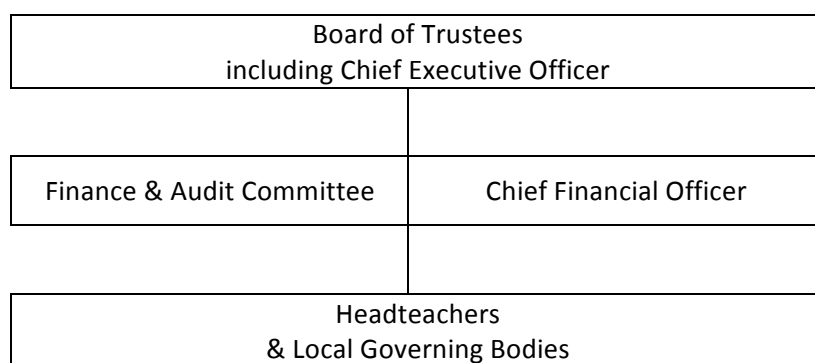 Board of Trustees
including Chief Executive Officer
Finance & Audit Committee
Chief Financial Officer
Headteachers
& Local Governing Bodies